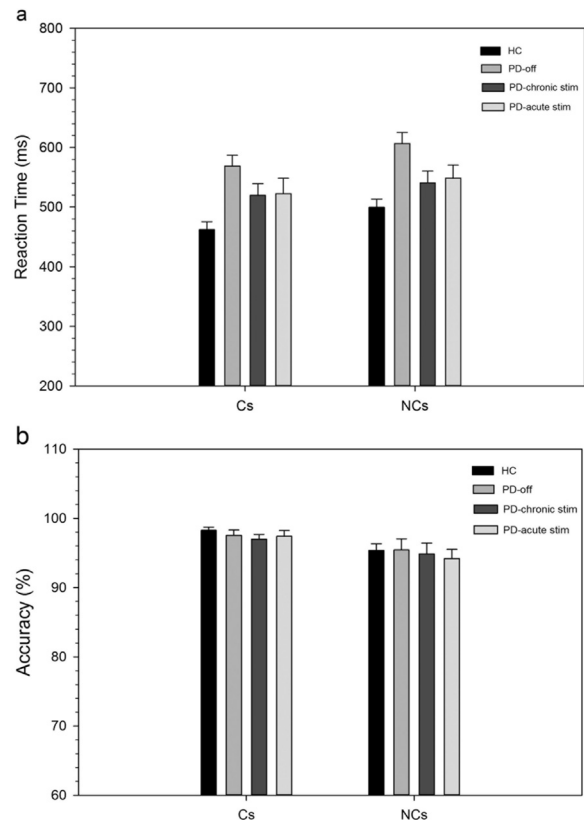 a
800
700
600
500
400
300
200
Reaction Time (ms)
HC
PD-off
PD-chronic stim
PD-acute stim
Cs NCs
b
110
100
90
80
70
60
Accuracy (%)
HC
PD-off
PD-chronic stim
PD-acute stim
Cs NCs